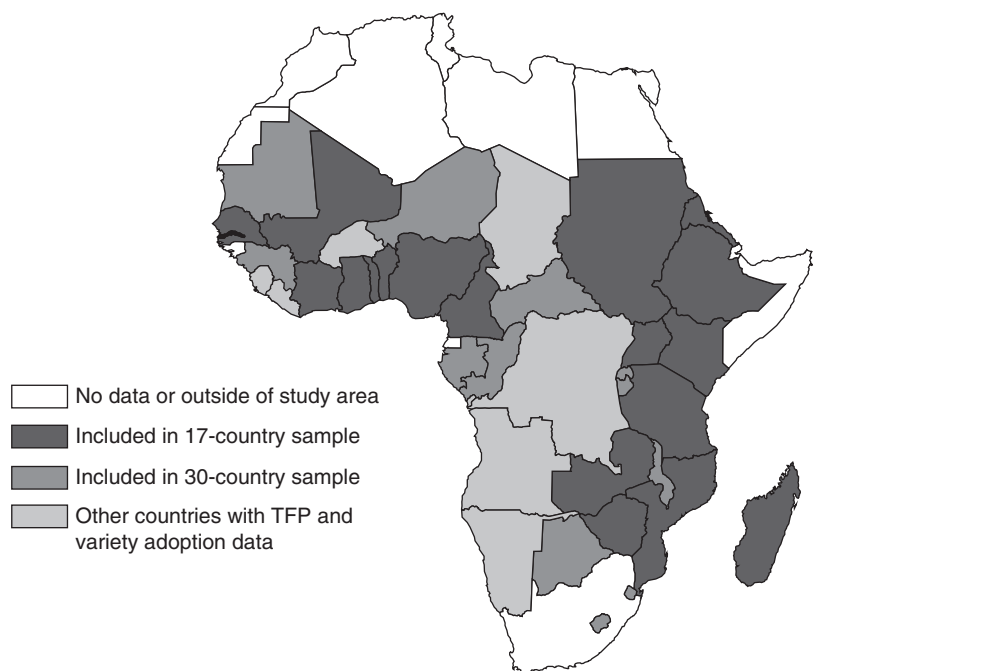 No data or outside of study area
Included in 17-country sample
Included in 30-country sample
Other countries with TFP and
variety adoption data